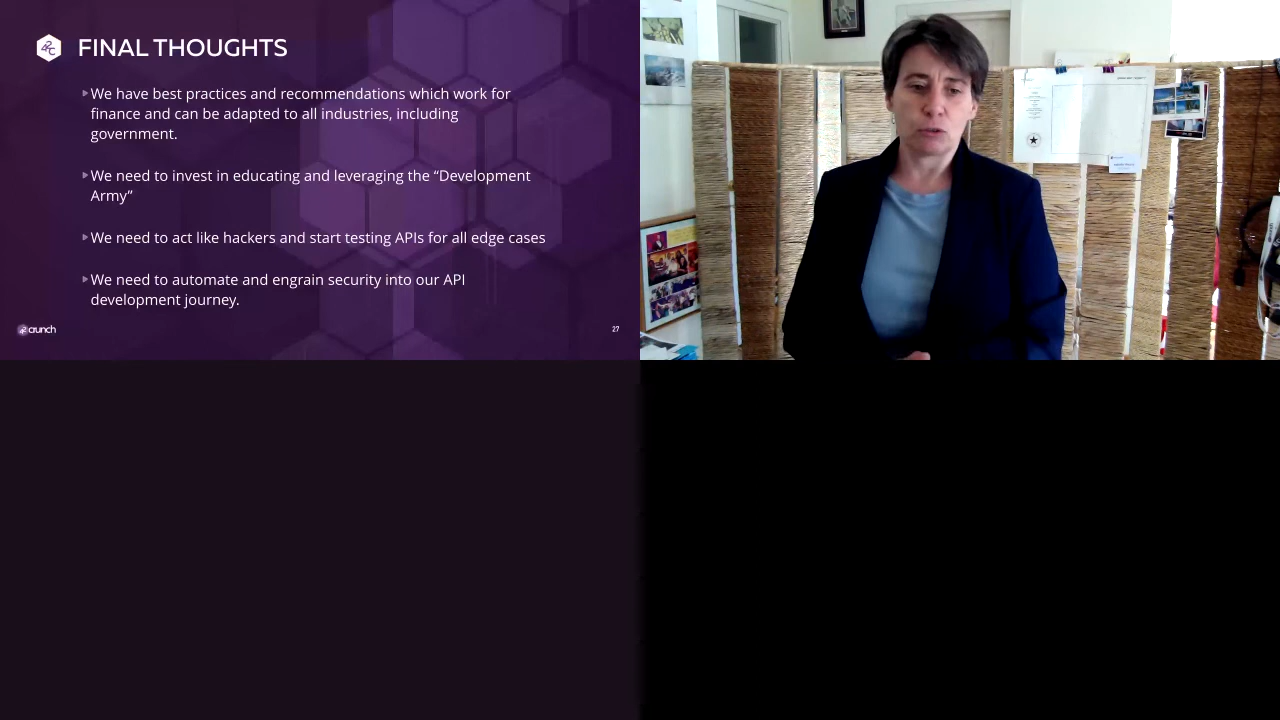 FINAL THOUGHTS
We have best practices and recommendations which work for
finance and can be adapted to all industries, including
government.
We need to invest in educating and leveraging the “Development
Army”
We need to act like hackers and start testing APIs for all edge cases
We need to automate and engrain security into our API
development journey.
42crunch
27